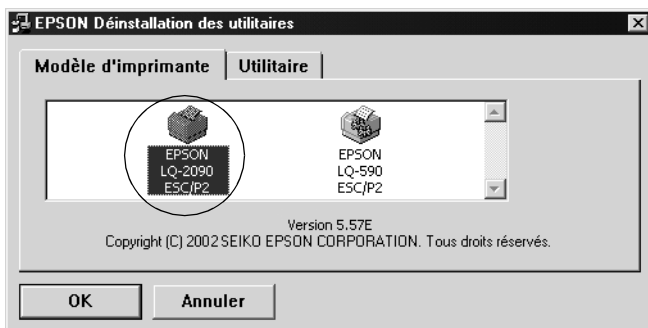 EPSON Déinstallation des utilitaires
Modèle d'imprimante
Utilitaire
EPSON
LQ-2090
ESC/P2
EPSON
LQ-590
ESC/P2
Version 5.57E
Copyright (C) 2002 SEIKO EPSON CORPORATION. Tous droits réservés.
OK
Annuler